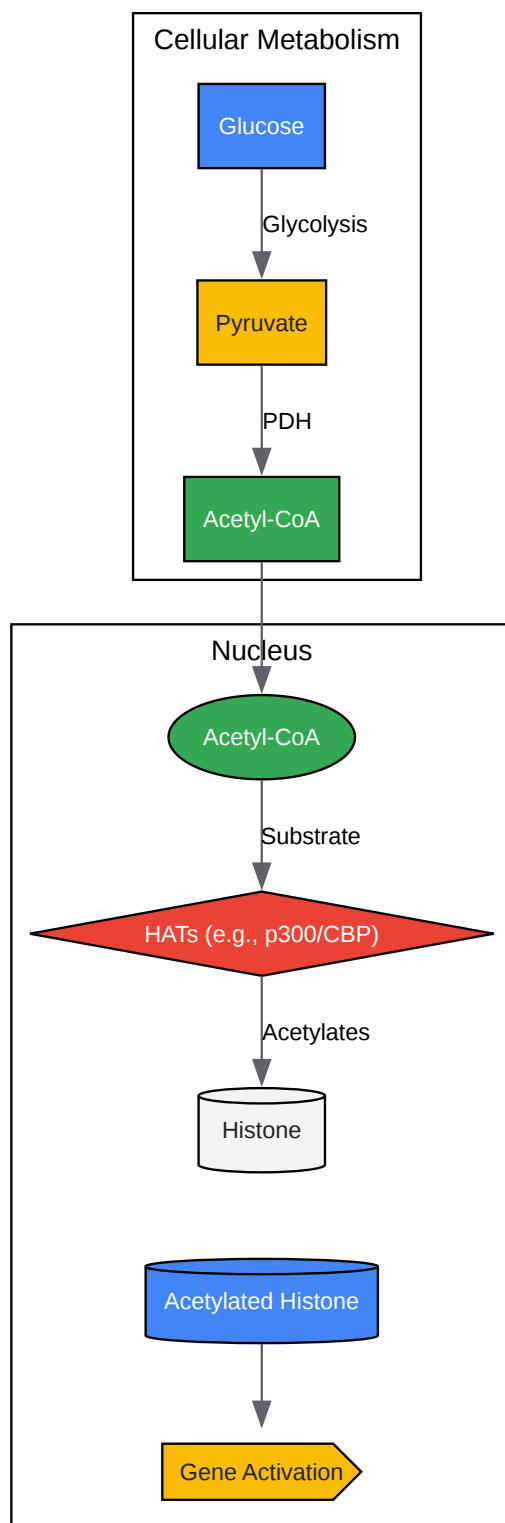 Cellular Metabolism
Glucose
Glycolysis
Pyruvate
PDH
Acetyl-CoA
Nucleus
Acetyl-CoA
Substrate
HATs (e.g., p300/CBP)
Acetylates
Histone
Acetylated Histone
Gene Activation